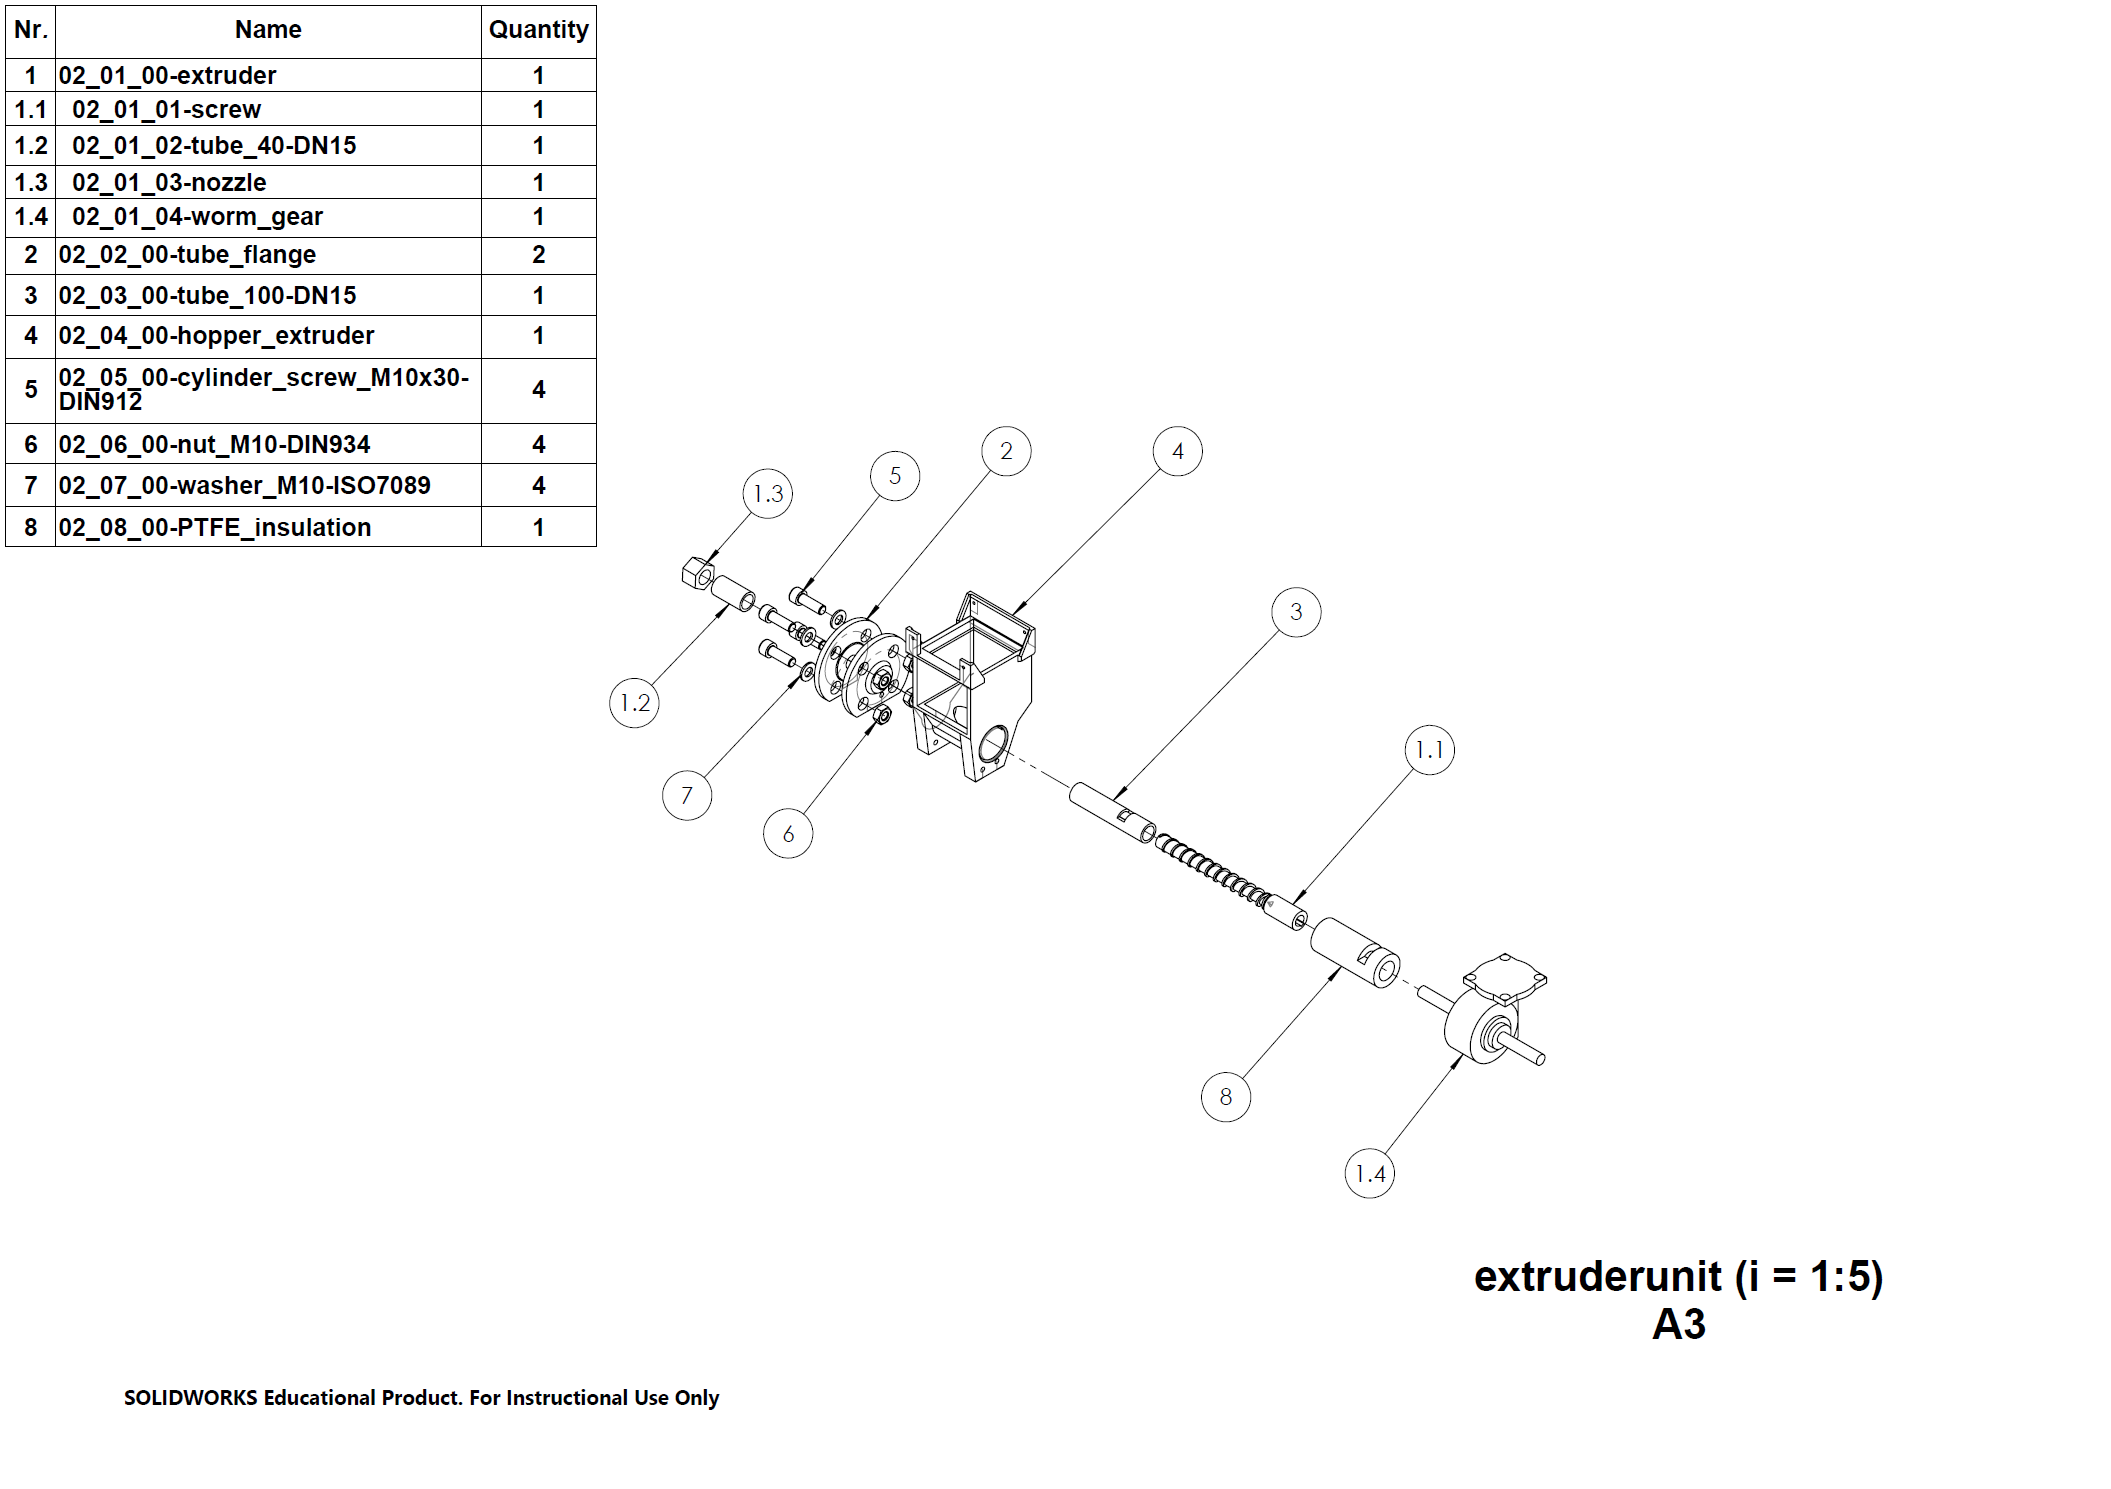 Nr. Name Quantity
1 02_01_00-extruder 1
1.1 02_01_01-screw 1
1.2 02_01_02-tube_40-DN15 1
1.3 02_01_03-nozzle 1
1.4 02_01_04-worm_gear 1
2 02_02_00-tube_flange 2
3 02_03_00-tube_100-DN15 1
4 02_04_00-hopper_extruder 1
5 02_05_00-cylinder_screw_M10x30-
DIN912 4
6 02_06_00-nut_M10-DIN934 4
7 02_07_00-washer_M10-ISO7089 4
8 02_08_00-PTFE_insulation 1
2
4
5
1.3
3
1.2
1.1
7
6
8
1.4
extruderunit (i = 1:5)
A3
SOLIDWORKS Educational Product. For Instructional Use Only